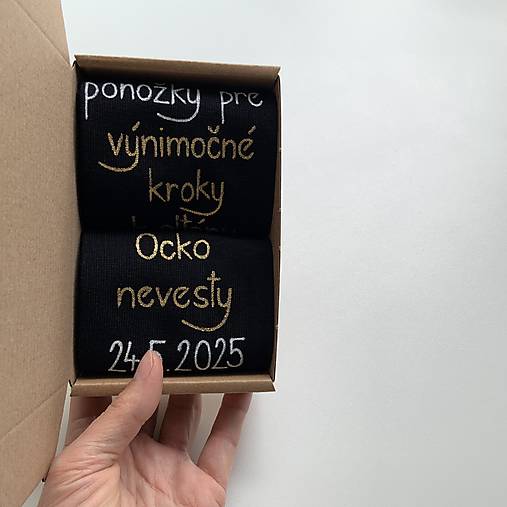 ponožky pre
výnimočné
kroky
Ocko
nevesty
24.5.2025